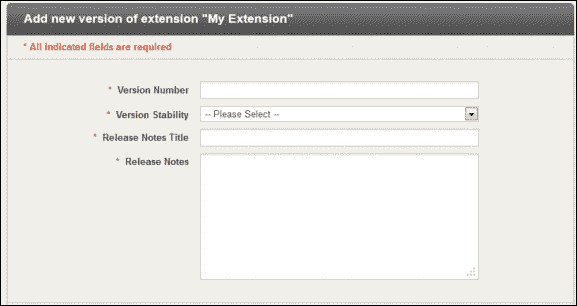 Add new version of extension "My Extension"
* All indicated fields are required
* Version Number
* Version Stability -- Please Select --
* Release Notes Title
* Release Notes